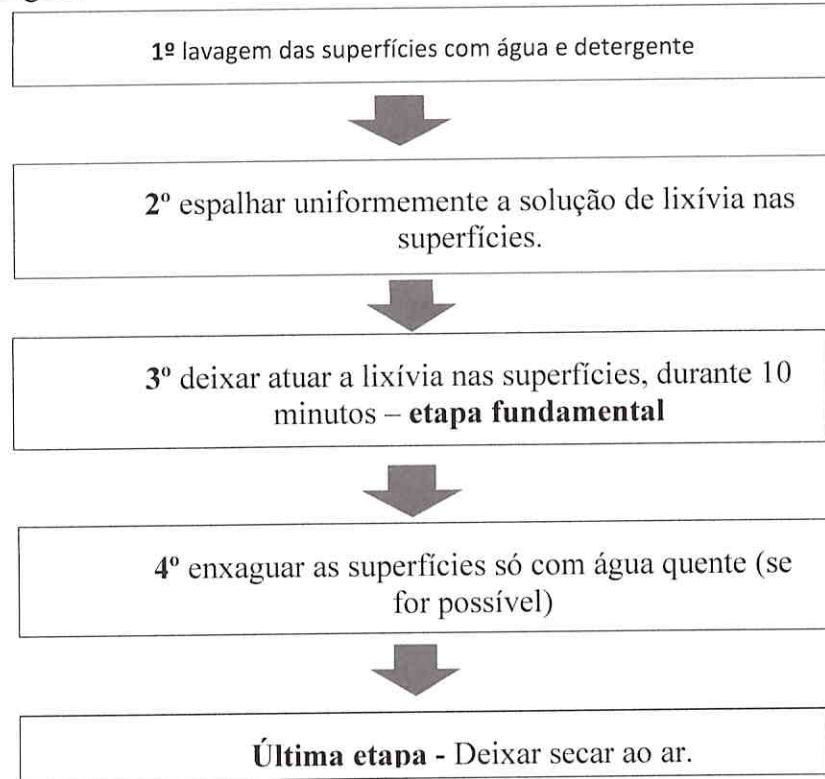 1º lavagem das superfícies com água e detergente
2º espalhar uniformemente a solução de lixívia nas
superfícies.
3º deixar atuar a lixívia nas superfícies, durante 10
minutos – etapa fundamental
4º enxaguar as superfícies só com água quente (se
for possível)
Última etapa - Deixar secar ao ar.